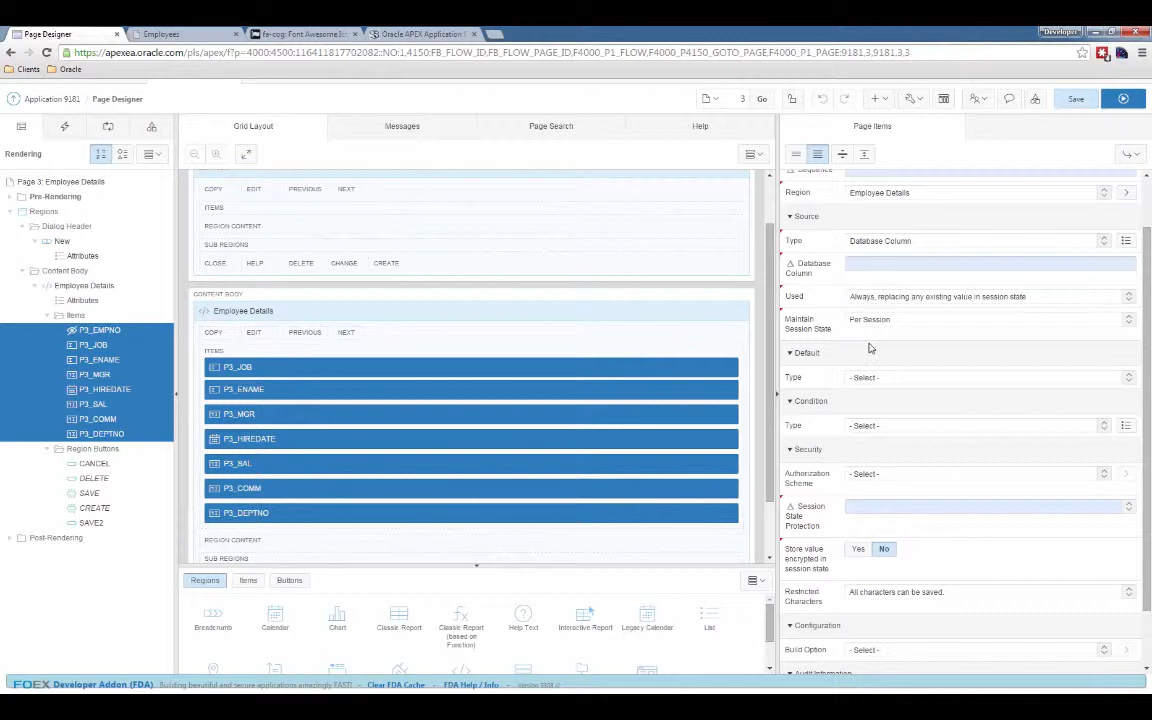 Page Designer
Employees
fa-cog: Font Awesome Ic
Oracle APEX Application
Developer
https://apexea.oracle.com/pls/apex/f?p=4000:4500:116411817702082::NO:1,4150:FB_FLOW_ID,FB_FLOW_PAGE_ID,F4000_P1_FLOW,F4000_P4150_GOTO_PAGE,F4000_P1_PAGE:9181,3,9181,3,3
Clients
Oracle
Application 9181
Page Designer
3
Go
Save
Grid Layout
Messages
Page Search
Help
Page Items
Rendering
Page 3: Employee Details
Pre-Rendering
Regions
Dialog Header
New
Attributes
Content Body
Employee Details
Attributes
Items
P3_EMPNO
P3_JOB
P3_ENAME
P3_MGR
P3_HIREDATE
P3_SAL
P3_COMM
P3_DEPTNO
Region Buttons
CANCEL
DELETE
SAVE
CREATE
SAVE2
Post-Rendering
COPY EDIT PREVIOUS NEXT
ITEMS
REGION CONTENT
SUB REGIONS
CLOSE HELP DELETE CHANGE CREATE
CONTENT BODY
Employee Details
COPY EDIT PREVIOUS NEXT
ITEMS
P3_JOB
P3_ENAME
P3_MGR
P3_HIREDATE
P3_SAL
P3_COMM
P3_DEPTNO
REGION CONTENT
SUB REGIONS
Regions
Items
Buttons
Breadcrumb
Calendar
Chart
Classic Report
Classic Report
(based on
Function)
Help Text
Interactive Report
Legacy Calendar
List
Sequence
Region
Employee Details
Source
Type
Database Column
Database
Column
Used
Always, replacing any existing value in session state
Maintain
Session State
Per Session
Default
Type
- Select -
Condition
Type
- Select -
Security
Authorization
Scheme
- Select -
Session
State
Protection
Store value
encrypted in
session state
Yes
No
Restricted
Characters
All characters can be saved.
Configuration
Build Option
- Select -
Audit Information
FOEX Developer Addon (FDA)
Building beautiful and secure applications amazingly FAST!
Clear FDA Cache
FDA Help / Info